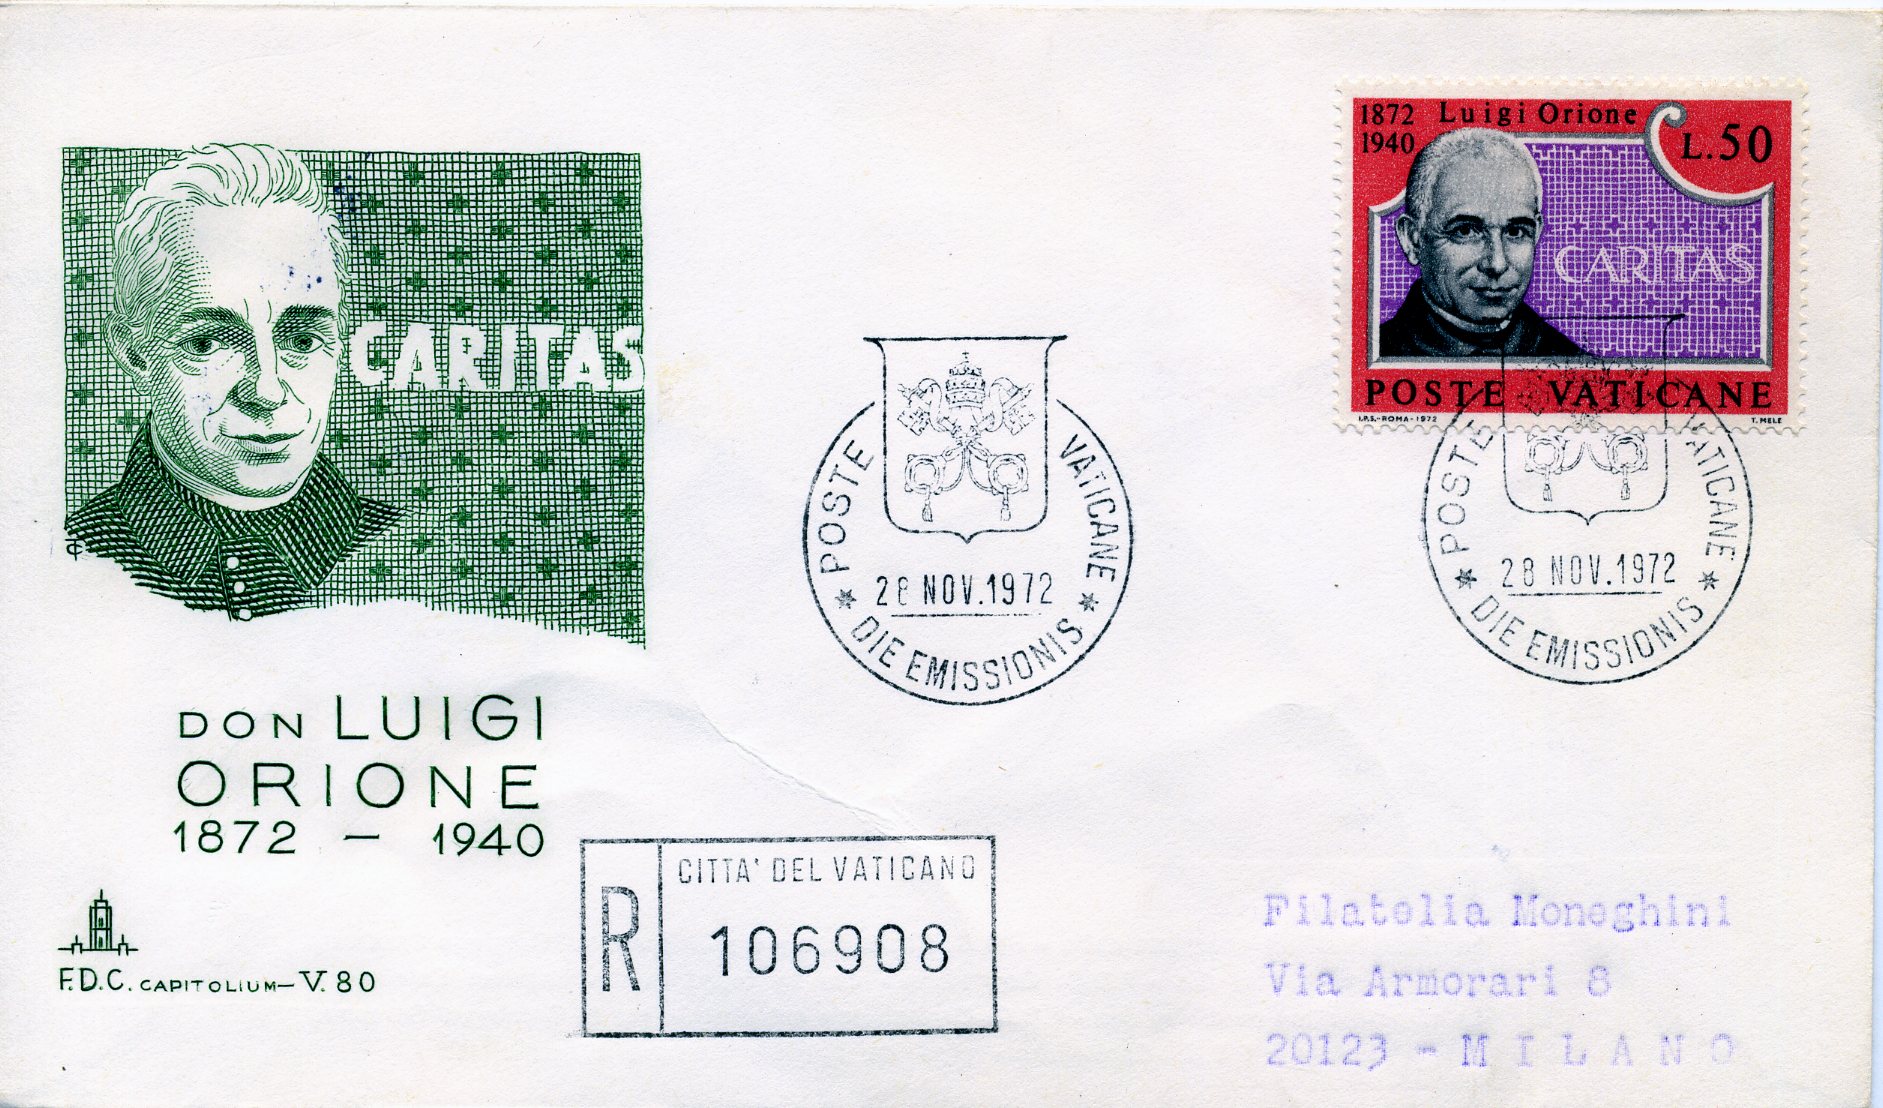 CARITAS
DON LUIGI
ORIONE
1872 - 1940
F.D.C. CAPITOLIUM - V. 80
POSTE VATICANE
28 NOV. 1972
* DIE EMISSIONIS *
1872 Luigi Orione
1940
L. 50
CARITAS
POSTE VATICANE
I.P.S.-ROMA-1972
T. MELE
POSTE VATICANE
28 NOV. 1972
* DIE EMISSIONIS *
R
CITTA' DEL VATICANO
106908
Filatelia Moneghini
Via Armorari 8
20123 - MILANO